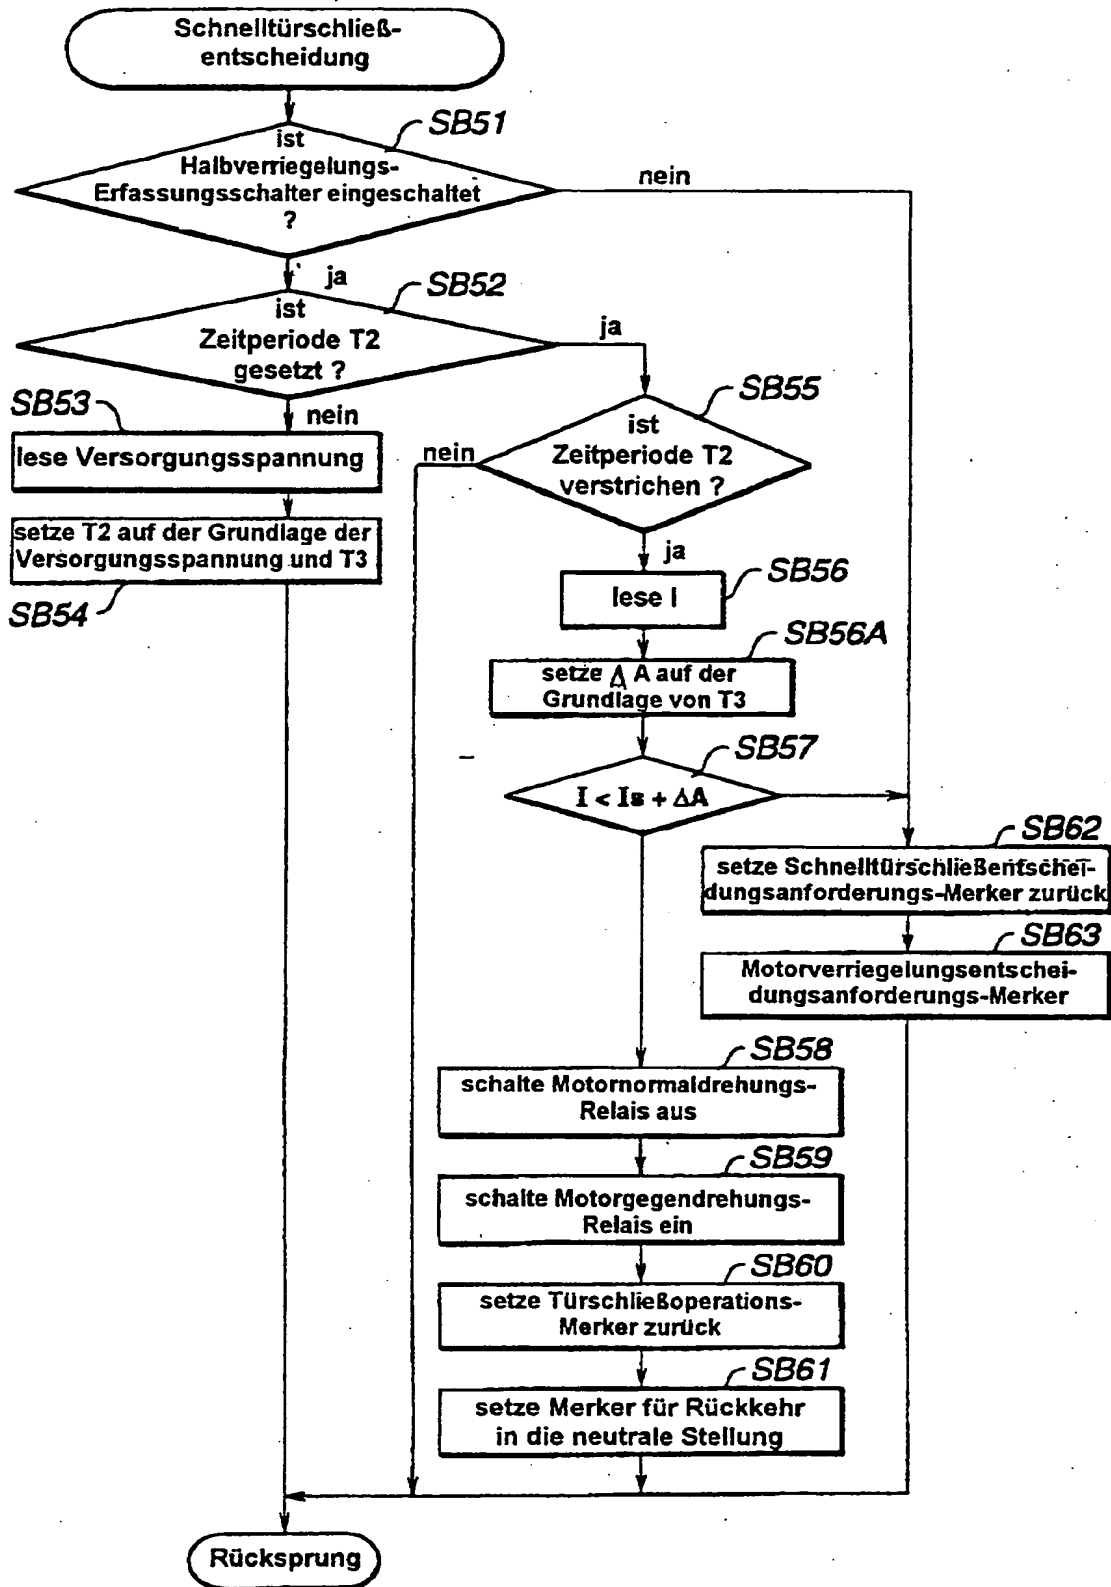 Schnelltürschließ-
entscheidung
SB51
ist
Halbverriegelungs-
Erfassungsschalter eingeschaltet
?
nein
ja
SB52
ist
Zeitperiode T2
gesetzt ?
ja
SB53
nein
lese Versorgungsspannung
setze T2 auf der Grundlage der
Versorgungsspannung und T3
SB54
SB55
ist
Zeitperiode T2
verstrichen ?
nein
ja
SB56
lese I
SB56A
setze Δ A auf der
Grundlage von T3
SB57
I < Is + ΔA
SB62
setze Schnelltürschließentschei-
dungsanforderungs-Merker zurück
SB63
Motorverriegelungsentschei-
dungsanforderungs-Merker
SB58
schalte Motornormaldrehungs-
Relais aus
SB59
schalte Motorgegendrehungs-
Relais ein
SB60
setze Türschließoperations-
Merker zurück
SB61
setze Merker für Rückkehr
in die neutrale Stellung
Rücksprung